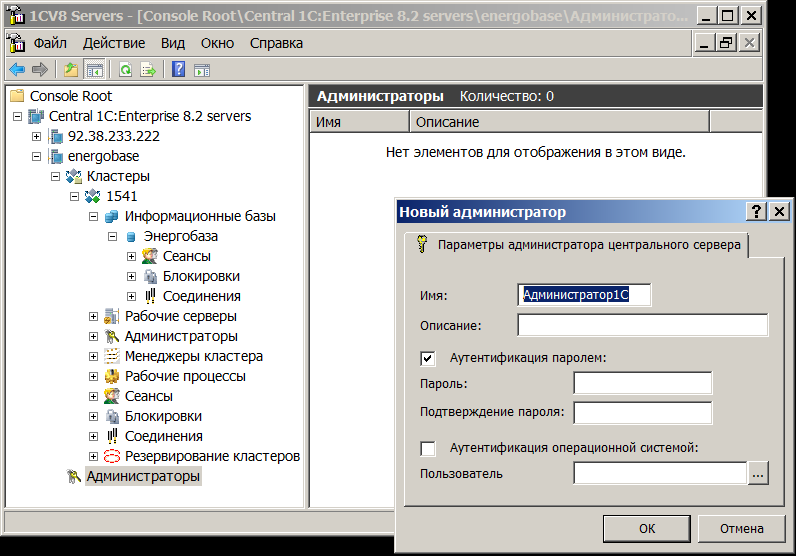 1CV8 Servers - [Console Root\Central 1C:Enterprise 8.2 servers\energobase\Администрато...
Файл Действие Вид Окно Справка
Console Root
Central 1C:Enterprise 8.2 servers
92.38.233.222
energobase
Кластеры
1541
Информационные базы
Энергобаза
Сеансы
Блокировки
Соединения
Рабочие серверы
Администраторы
Менеджеры кластера
Рабочие процессы
Сеансы
Блокировки
Соединения
Резервирование кластеров
Администраторы
Администраторы Количество: 0
Имя Описание
Нет элементов для отображения в этом виде.
Новый администратор
Параметры администратора центрального сервера
Имя: Администратор1С
Описание:
Аутентификация паролем:
Пароль:
Подтверждение пароля:
Аутентификация операционной системой:
Пользователь ...
ОК Отмена